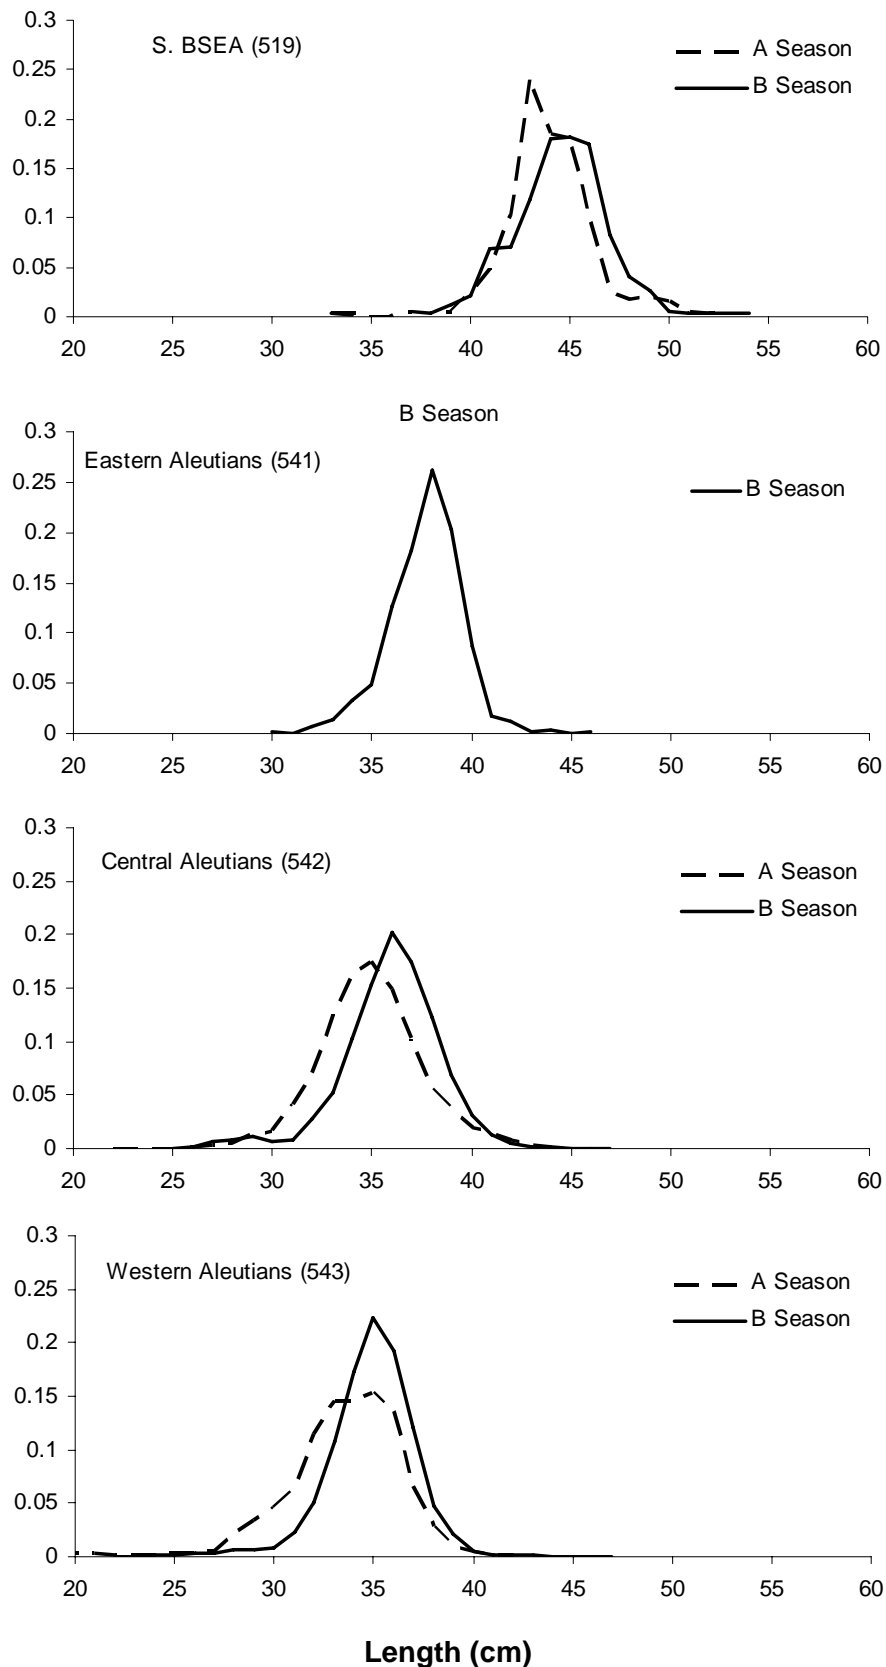 0.3
S. BSEA (519)
A Season
0.25
B Season
0.2
0.15
0.1
0.05
0
20 25 30 35 40 45 50 55 60
B Season
0.3
Eastern Aleutians (541)
0.25
B Season
0.2
0.15
0.1
0.05
0
20 25 30 35 40 45 50 55 60
0.3
Central Aleutians (542)
A Season
0.25
B Season
0.2
0.15
0.1
0.05
0
20 25 30 35 40 45 50 55 60
0.3
Western Aleutians (543)
A Season
0.25
B Season
0.2
0.15
0.1
0.05
0
20 25 30 35 40 45 50 55 60
Length (cm)